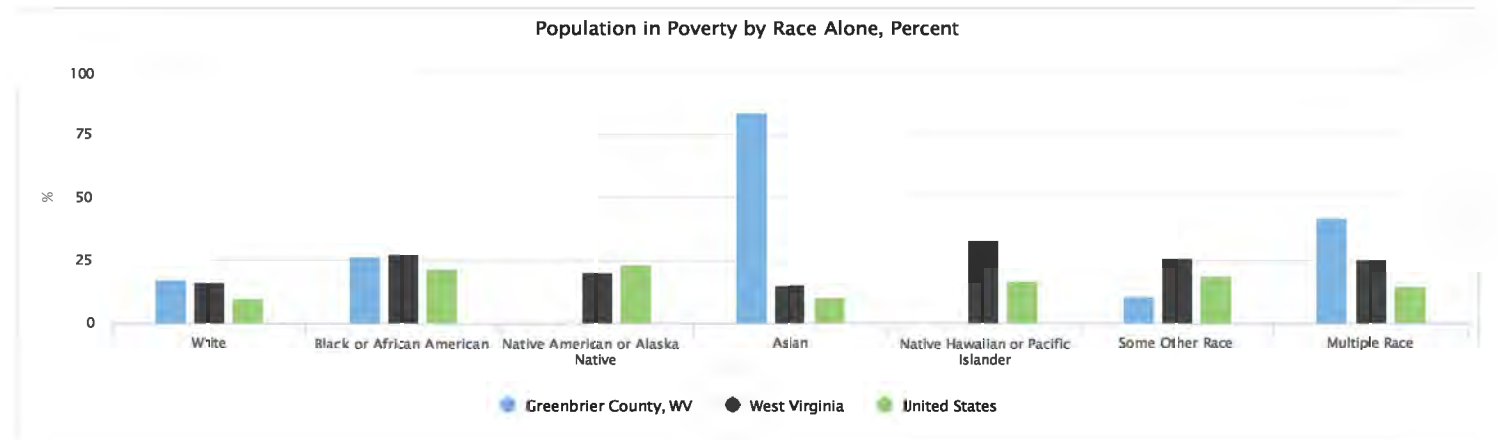 Population in Poverty by Race Alone, Percent
100
75
50
25
0
%
White
Black or African American
Native American or Alaska
Native
Asian
Native Hawaiian or Pacific
Islander
Some Other Race
Multiple Race
Greenbrier County, WV
West Virginia
United States